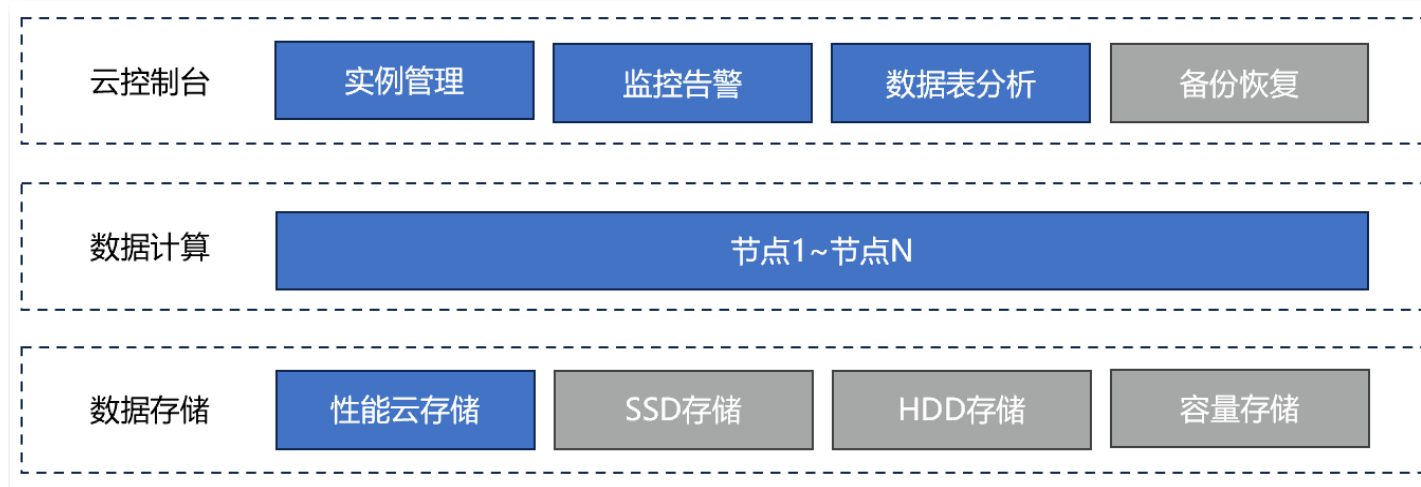 云控制台 实例管理 监控告警 数据表分析 备份恢复
数据计算 节点1~节点N
数据存储 性能云存储 SSD存储 HDD存储 容量存储